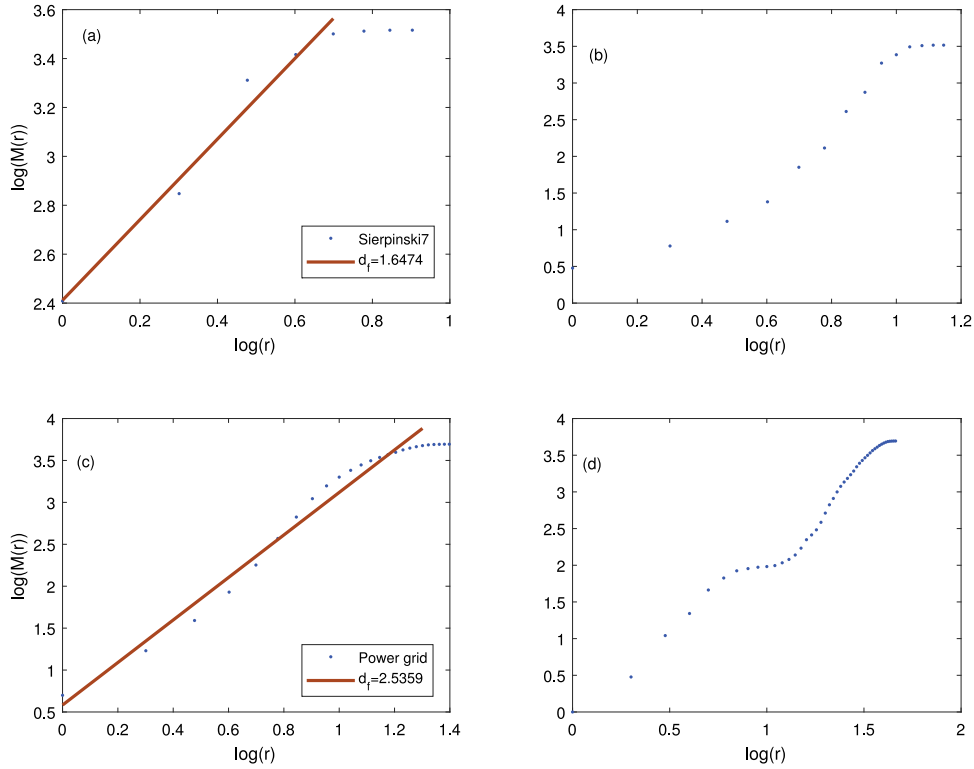 (a)
log(M(r))
3.6
3.4
3.2
3
2.8
2.6
2.4
Sierpinski7
d_f=1.6474
0 0.2 0.4 0.6 0.8 1
log(r)
(b)
4
3.5
3
2.5
2
1.5
1
0.5
0
0 0.2 0.4 0.6 0.8 1 1.2
log(r)
(c)
log(M(r))
4
3.5
3
2.5
2
1.5
1
0.5
Power grid
d_f=2.5359
0 0.2 0.4 0.6 0.8 1 1.2 1.4
log(r)
(d)
4
3.5
3
2.5
2
1.5
1
0.5
0
0 0.5 1 1.5 2
log(r)